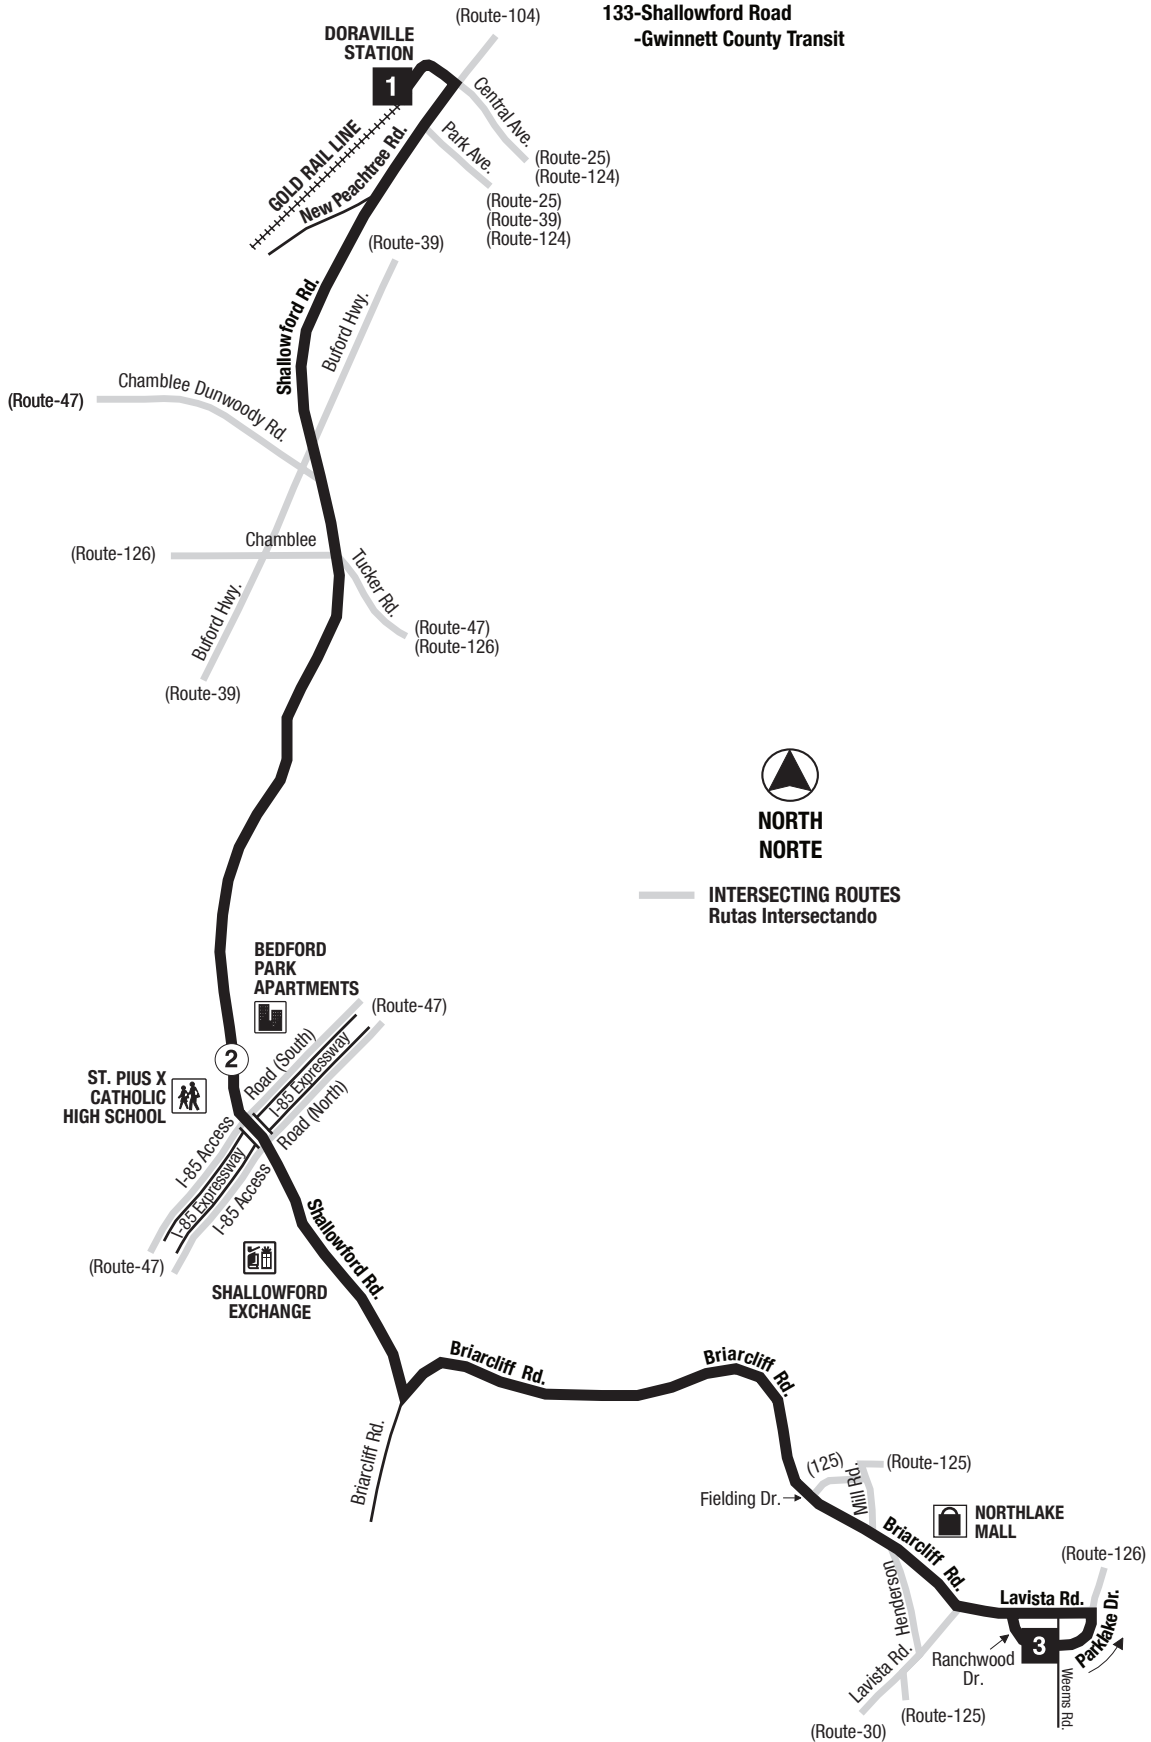 133-Shallowford Road
-Gwinnett County Transit
(Route-104)
DORAVILLE
STATION
1
Central Ave.
Park Ave.
(Route-25)
(Route-124)
GOLD RAIL LINE
New Peachtree Rd.
(Route-25)
(Route-39)
(Route-124)
(Route-39)
Shallowford Rd.
Buford Hwy.
Chamblee Dunwoody Rd.
(Route-47)
Chamblee
(Route-126)
Tucker Rd.
Buford Hwy.
(Route-47)
(Route-126)
(Route-39)
NORTH
NORTE
INTERSECTING ROUTES
Rutas Intersectando
BEDFORD
PARK
APARTMENTS
(Route-47)
2
Road (South)
I-85 Expressway
Road (North)
ST. PIUS X
CATHOLIC
HIGH SCHOOL
I-85 Access
I-85 Expressway
I-85 Access
(Route-47)
SHALLOWFORD
EXCHANGE
Shallowford Rd.
Briarcliff Rd.
Briarcliff Rd.
Briarcliff Rd.
(125)
Mill Rd.
(Route-125)
Fielding Dr.
NORTHLAKE
MALL
Briarcliff Rd.
(Route-126)
Henderson
Lavista Rd.
Parklake Dr.
3
Ranchwood
Dr.
Lavista Rd.
Weems Rd.
(Route-125)
(Route-30)